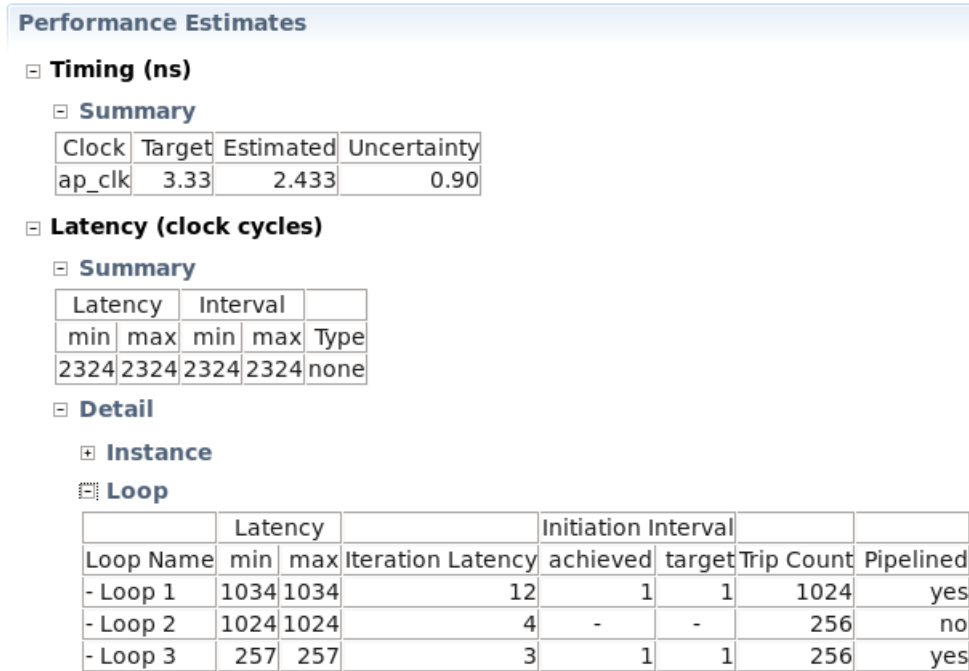 Performance Estimates
Timing (ns)
Summary
Clock Target Estimated Uncertainty
ap_clk 3.33 2.433 0.90
Latency (clock cycles)
Summary
Latency Interval
min max min max Type
2324 2324 2324 2324 none
Detail
Instance
Loop
Latency Initiation Interval
Loop Name min max Iteration Latency achieved target Trip Count Pipelined
- Loop 1 1034 1034 12 1 1 1024 yes
- Loop 2 1024 1024 4 - - 256 no
- Loop 3 257 257 3 1 1 256 yes